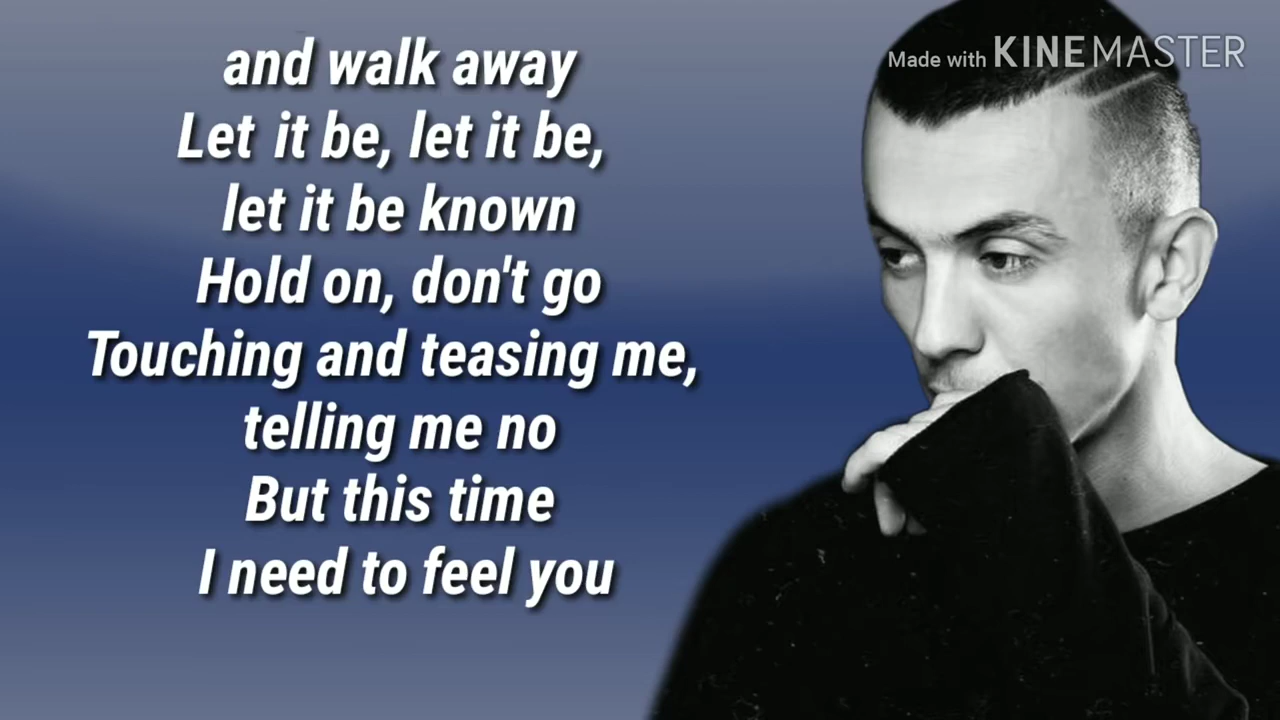 and walk away
Let it be, let it be,
let it be known
Hold on, don't go
Touching and teasing me,
telling me no
But this time
I need to feel you
Made with KINEMASTER